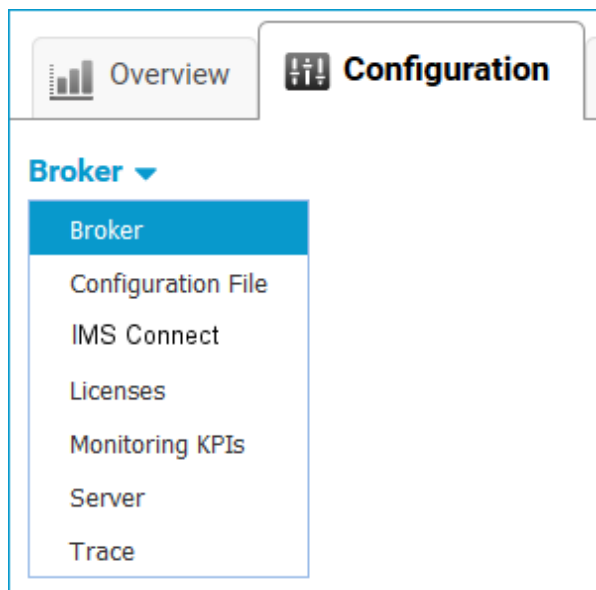 Overview Configuration
Broker
Broker
Configuration File
IMS Connect
Licenses
Monitoring KPIs
Server
Trace